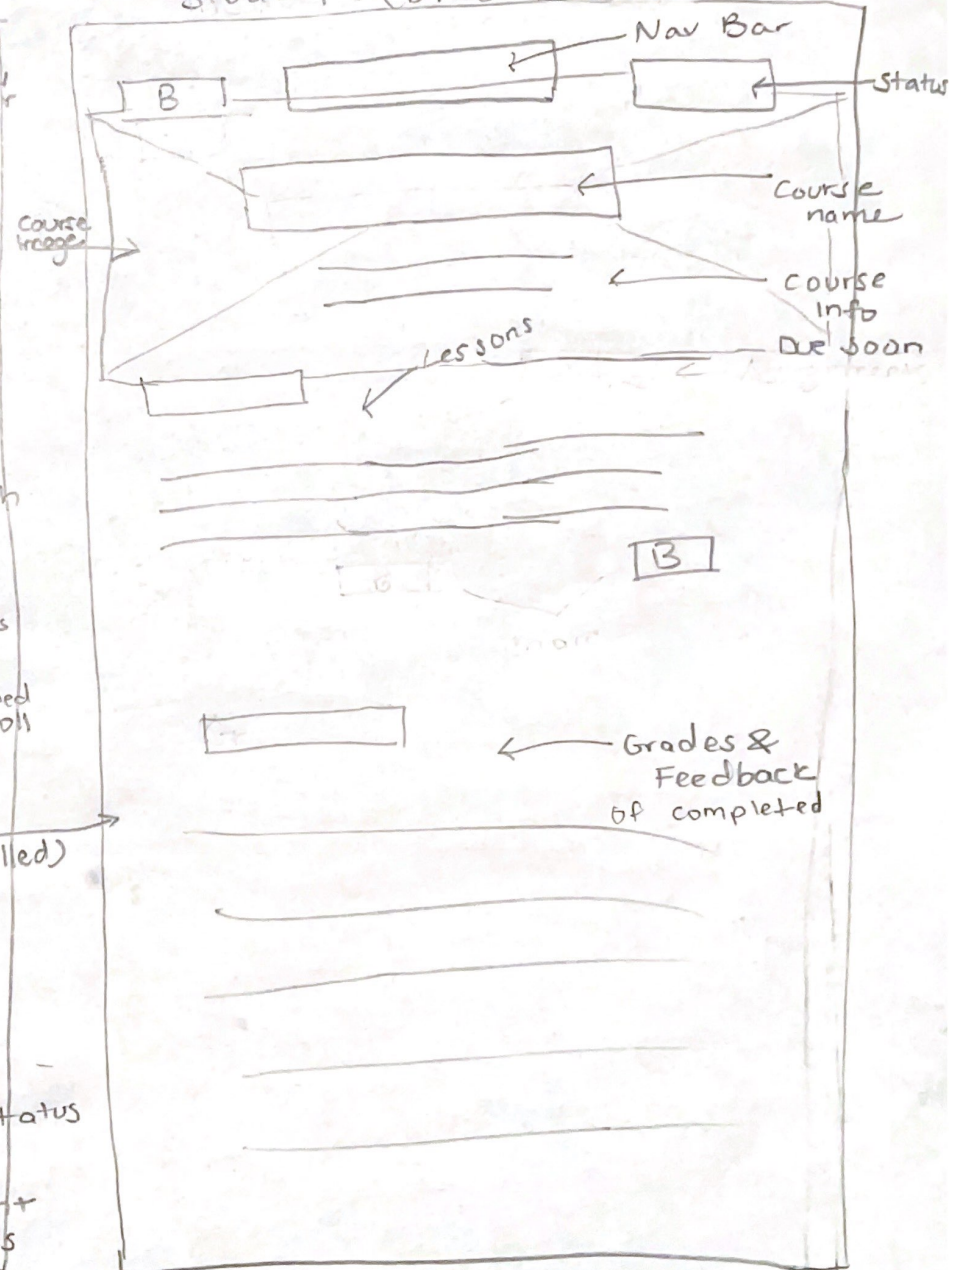 Nav Bar
B
Status
Course
name
Course
Image
Course
Info
Lessons
Due soon
B
Grades &
Feedback
of completed
lled)
tatus